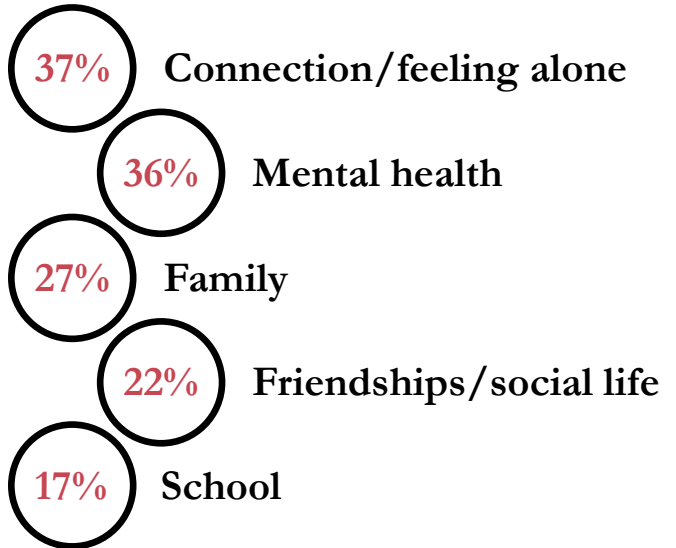 37% Connection/feeling alone
36% Mental health
27% Family
22% Friendships/social life
17% School